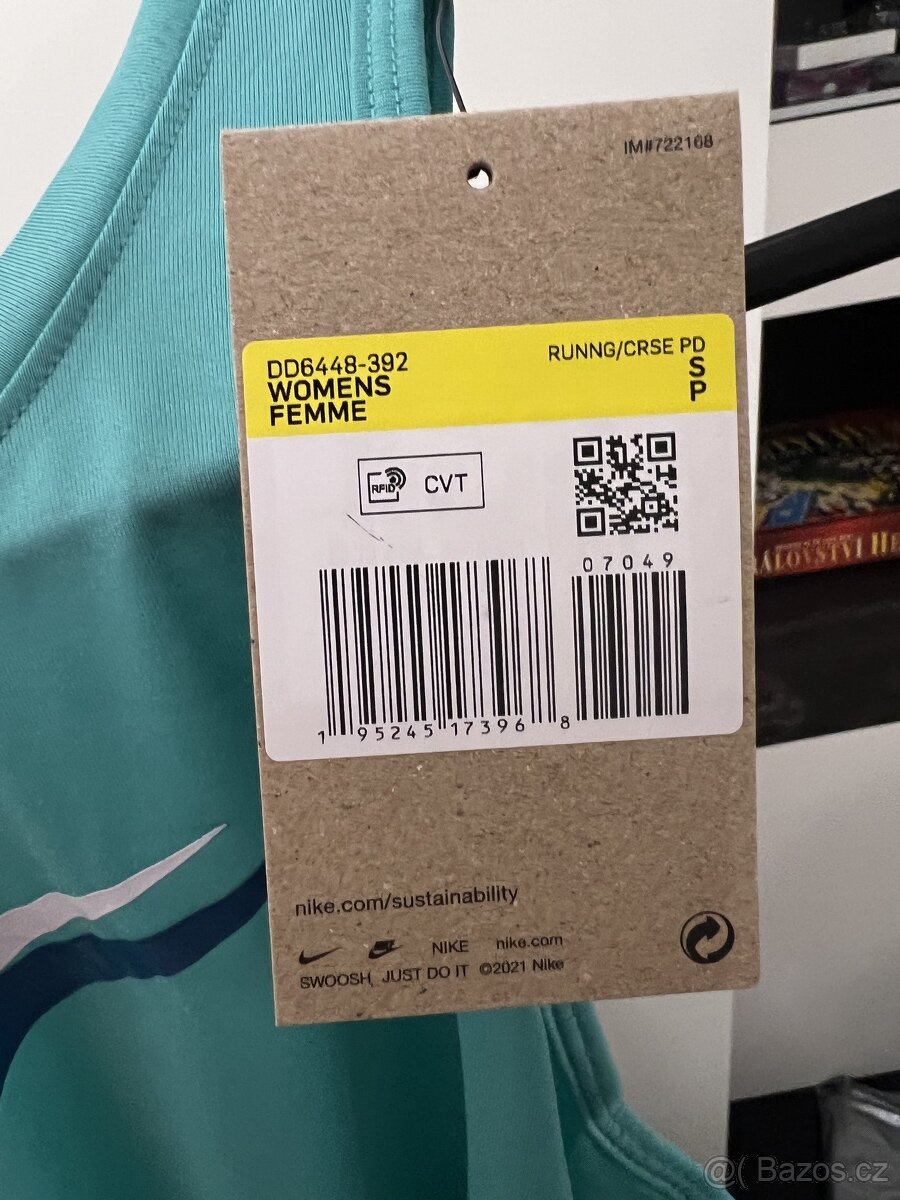 IM#722168
DD6448-392
WOMENS
FEMME
RUNNG/CRSE PD
S
P
RFID CVT
07049
1 95245 17396 8
nike.com/sustainability
NIKE nike.com
SWOOSH, JUST DO IT ©2021 Nike
@( Bazos.cz